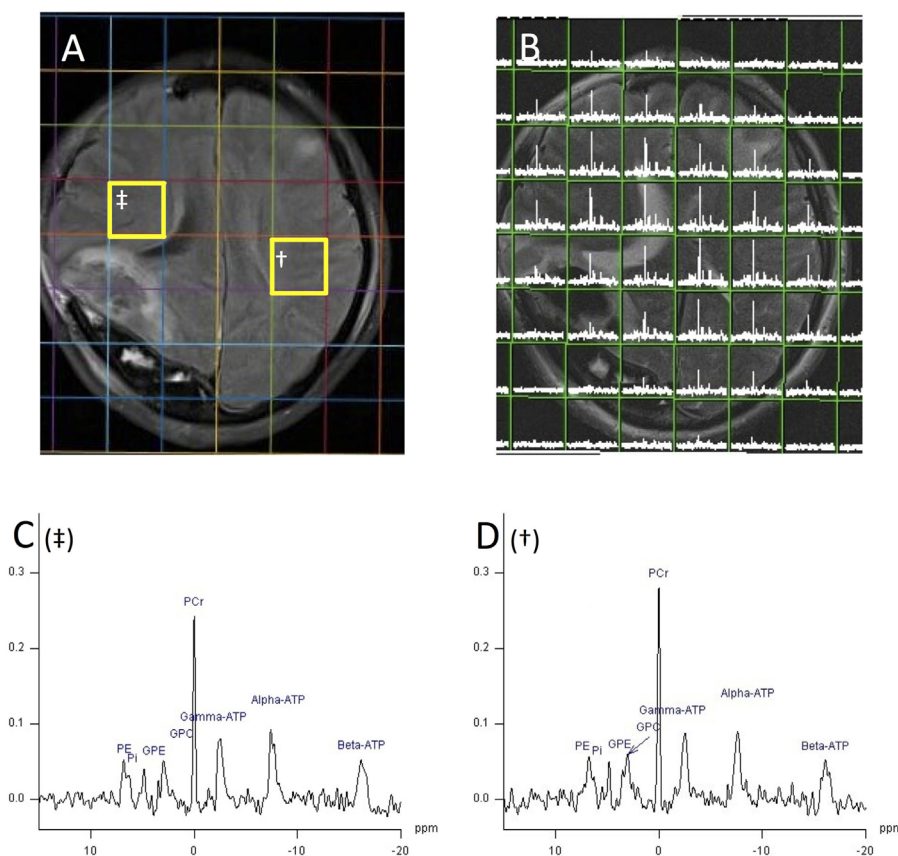 A
B
‡
†
C (‡)
D (†)
PCr
Alpha-ATP
Gamma-ATP
GPC
PE
Pi
GPE
Beta-ATP
0.3
0.2
0.1
0.0
10
0
-10
-20
ppm
PCr
Alpha-ATP
Gamma-ATP
GPC
PE
Pi
GPE
Beta-ATP
0.3
0.2
0.1
0.0
10
0
-10
-20
ppm